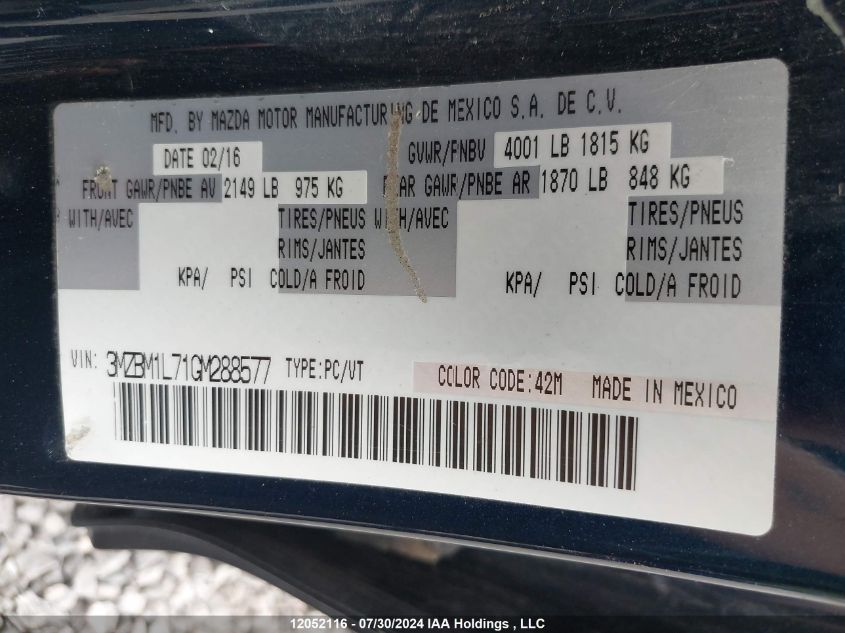 MFD. BY MAZDA MOTOR MANUFACTURING DE MEXICO S.A. DE C.V.
DATE 02/16 GVWR/PNBV 4001 LB 1815 KG
FRONT GAWR/PNBE AV 2149 LB 975 KG REAR GAWR/PNBE AR 1870 LB 848 KG
WITH/AVEC TIRES/PNEUS WITH/AVEC TIRES/PNEUS
RIMS/JANTES RIMS/JANTES
KPA/ PSI COLD/A FROID KPA/ PSI COLD/A FROID
VIN: 3MZBM1L71GM288577 TYPE:PC/VT COLOR CODE:42M MADE IN MEXICO
12052116 - 07/30/2024 IAA Holdings , LLC